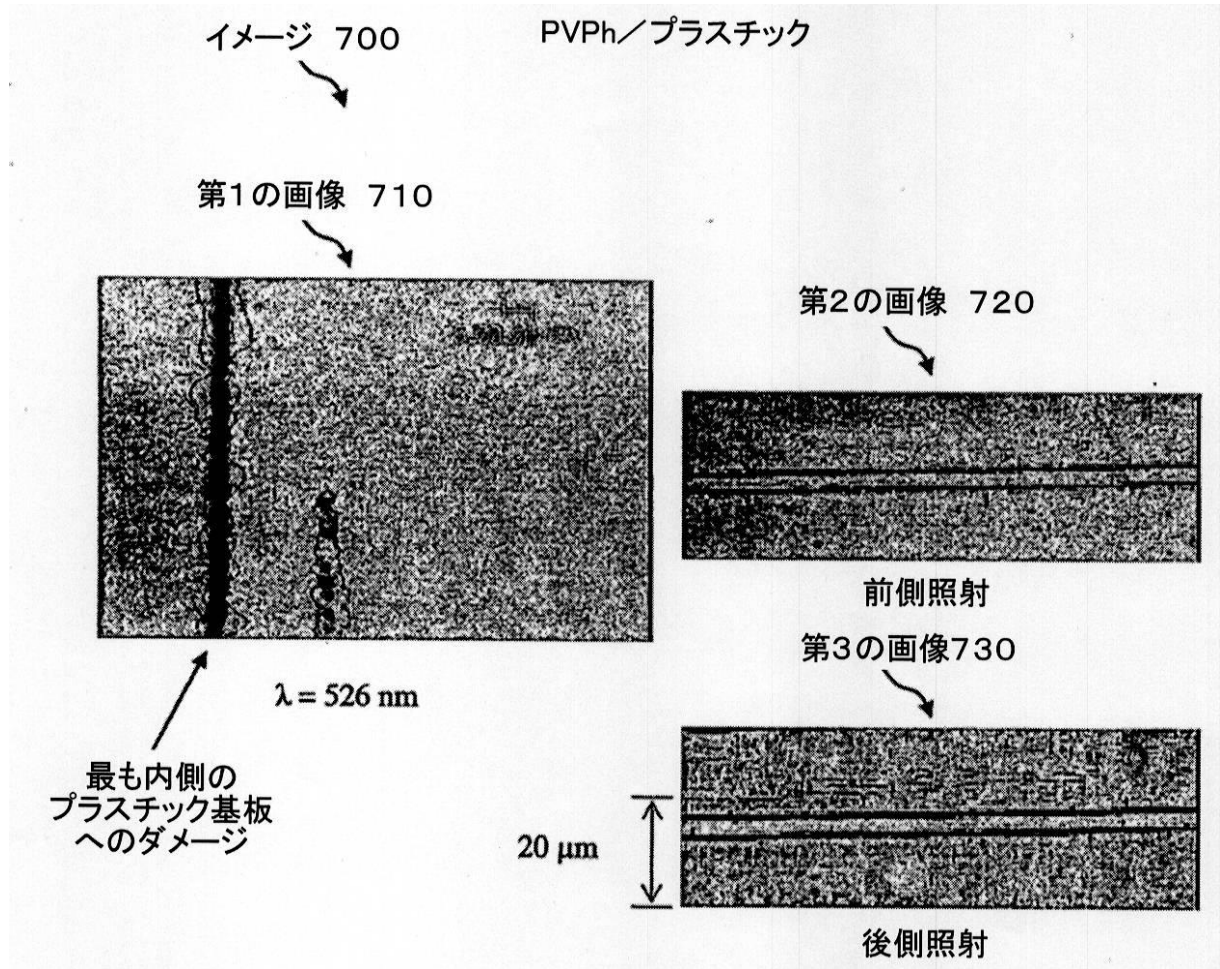 イメージ 700
PVPh／プラスチック
第1の画像 710
第2の画像 720
前側照射
第3の画像730
λ = 526 nm
最も内側の
プラスチック基板
へのダメージ
20 μm
後側照射